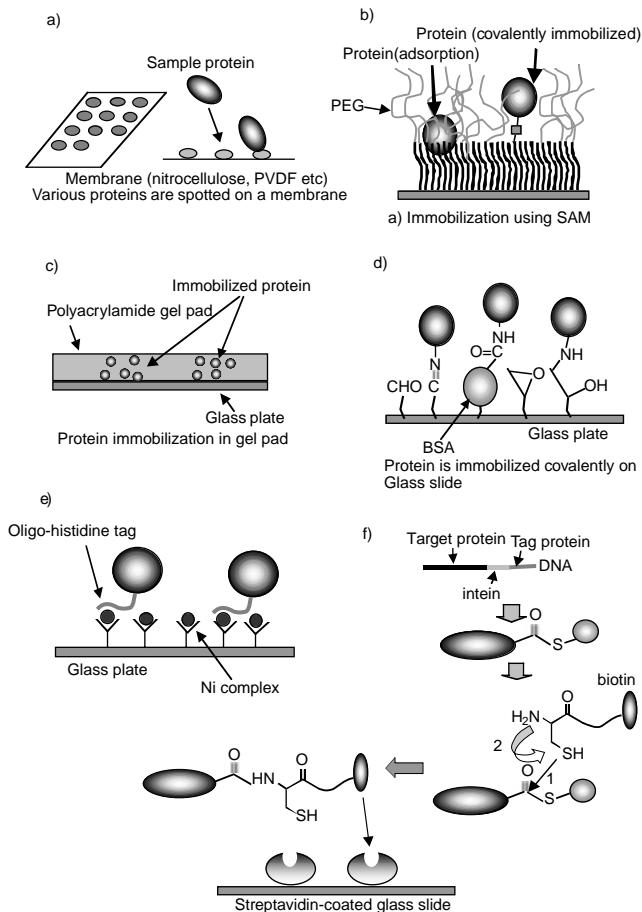 a)
Sample protein
Membrane (nitrocellulose, PVDF etc)
Various proteins are spotted on a membrane
b)
Protein (covalently immobilized)
Protein(adsorption)
PEG
a) Immobilization using SAM
c)
Immobilized protein
Polyacrylamide gel pad
Glass plate
Protein immobilization in gel pad
d)
NH
O
C
N
NH
CHO
C
O
OH
BSA
Glass plate
Protein is immobilized covalently on
Glass slide
e)
Oligo-histidine tag
Glass plate
Ni complex
f)
Target protein
Tag protein
DNA
intein
O
S
biotin
O
H₂N
2
SH
O
1
S
O
HN
O
SH
Streptavidin-coated glass slide